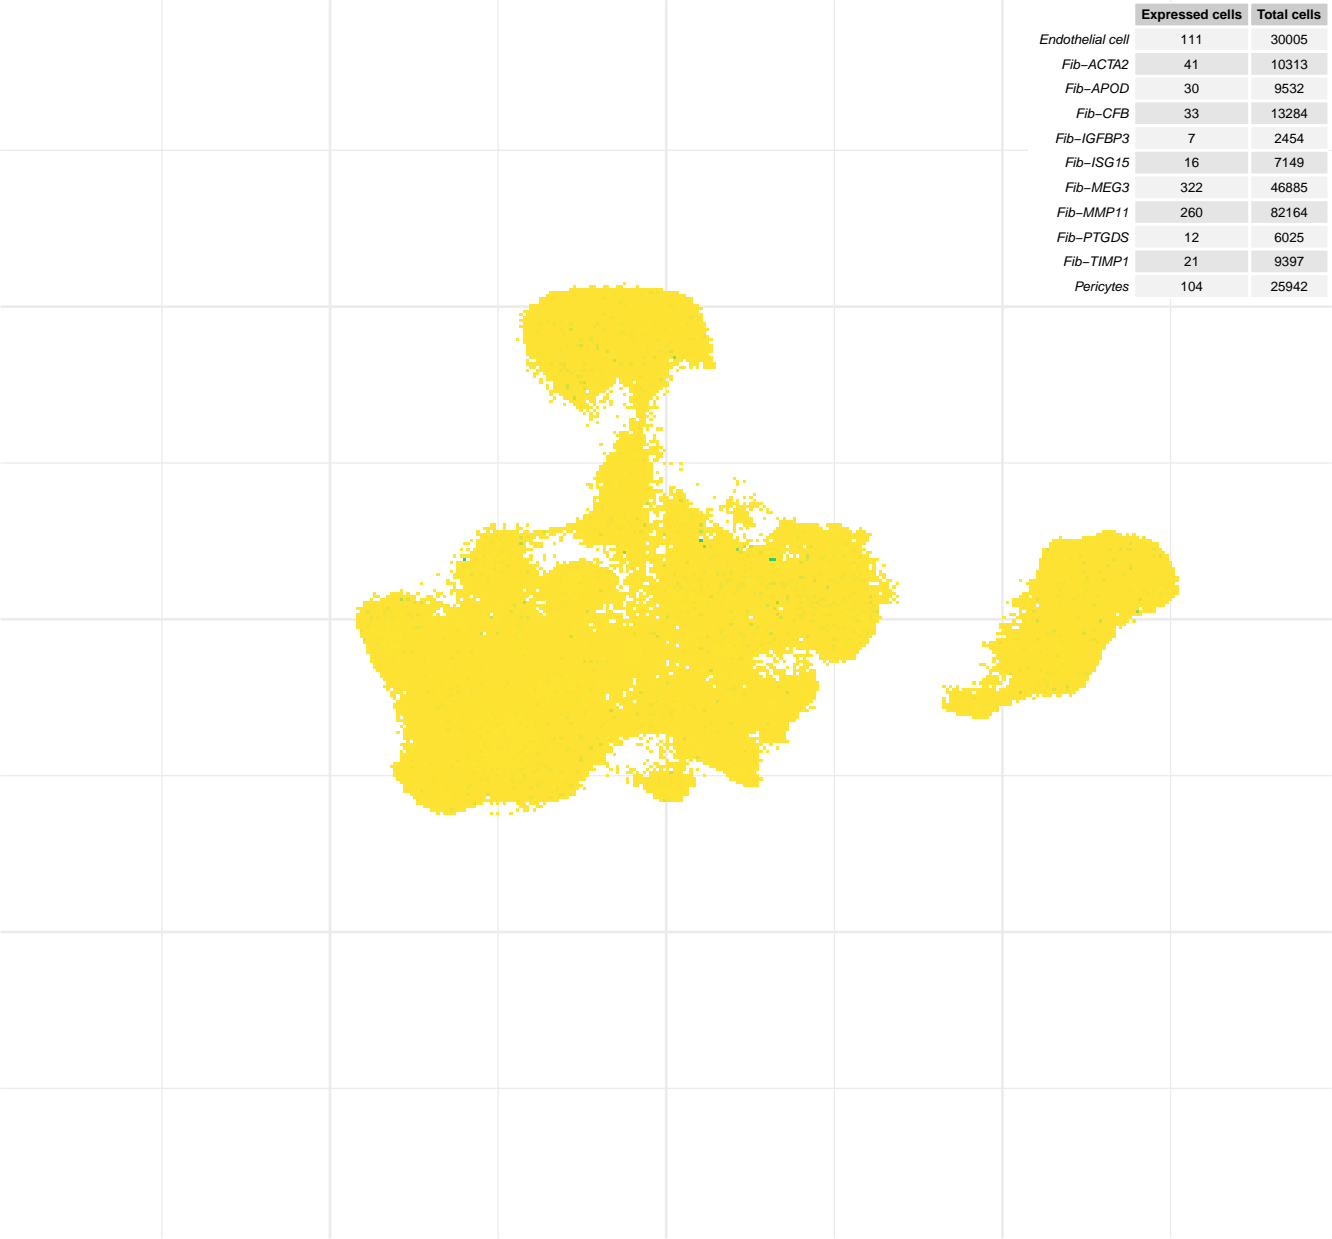 Expressed cells Total cells
Endothelial cell 111 30005
Fib−ACTA2 41 10313
Fib−APOD 30 9532
Fib−CFB 33 13284
Fib−IGFBP3 7 2454
Fib−ISG15 16 7149
Fib−MEG3 322 46885
Fib−MMP11 260 82164
Fib−PTGDS 12 6025
Fib−TIMP1 21 9397
Pericytes 104 25942